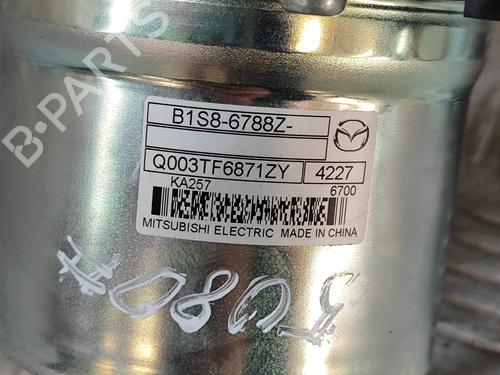 B-PARTS
B1S8-6788Z-
Q003TF6871ZY 4227
KA257 6700
MITSUBISHI ELECTRIC MADE IN CHINA